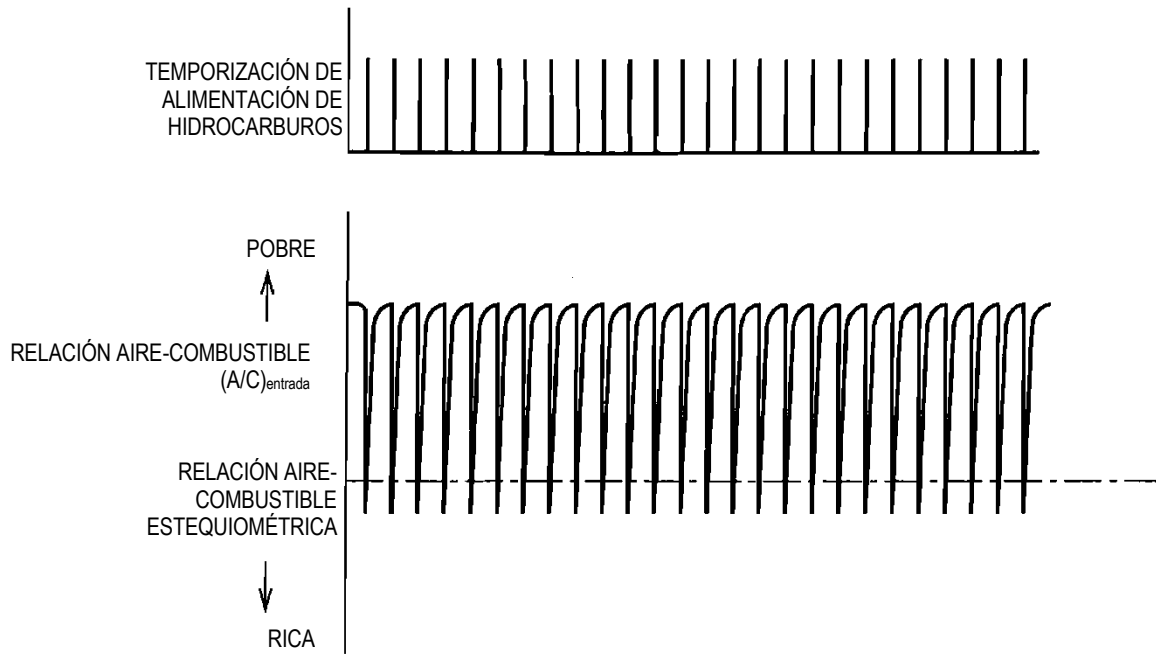 TEMPORIZACIÓN DE
ALIMENTACIÓN DE
HIDROCARBUROS
POBRE
RELACIÓN AIRE-COMBUSTIBLE
(A/C)entrada
RELACIÓN AIRE-
COMBUSTIBLE
ESTEQUIOMÉTRICA
RICA